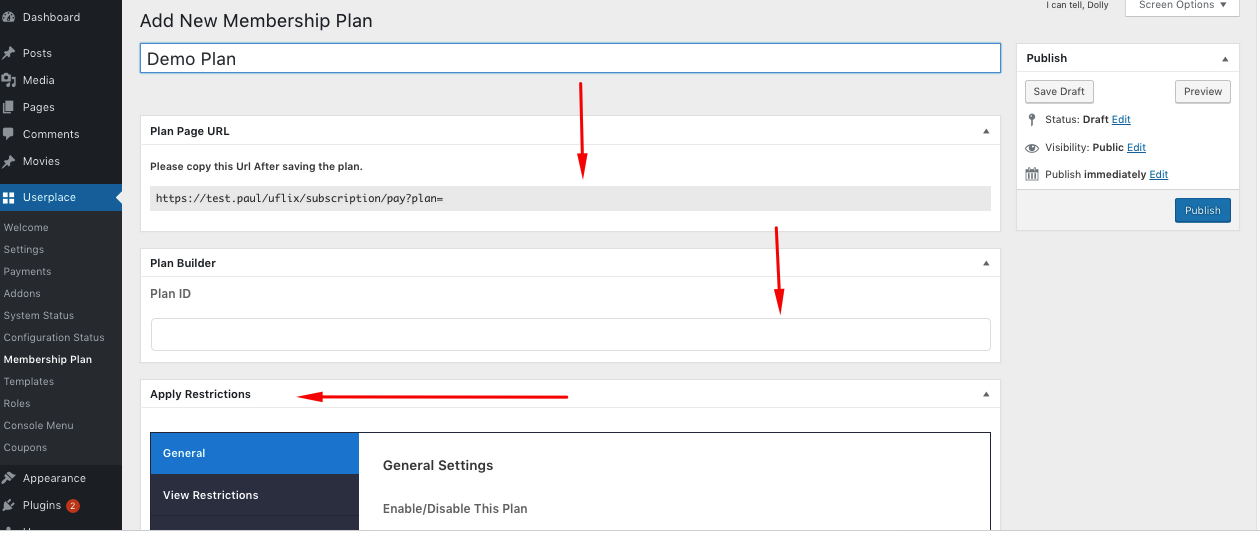 Dashboard
Posts
Media
Pages
Comments
Movies
Userplace
Welcome
Settings
Payments
Addons
System Status
Configuration Status
Membership Plan
Templates
Roles
Console Menu
Coupons
Appearance
Plugins 2
I can tell, Dolly
Screen Options
Add New Membership Plan
Demo Plan
Plan Page URL
Please copy this Url After saving the plan.
https://test.paul/uflix/subscription/pay?plan=
Plan Builder
Plan ID
Apply Restrictions
General
View Restrictions
General Settings
Enable/Disable This Plan
Publish
Save Draft
Preview
Status: Draft Edit
Visibility: Public Edit
Publish immediately Edit
Publish